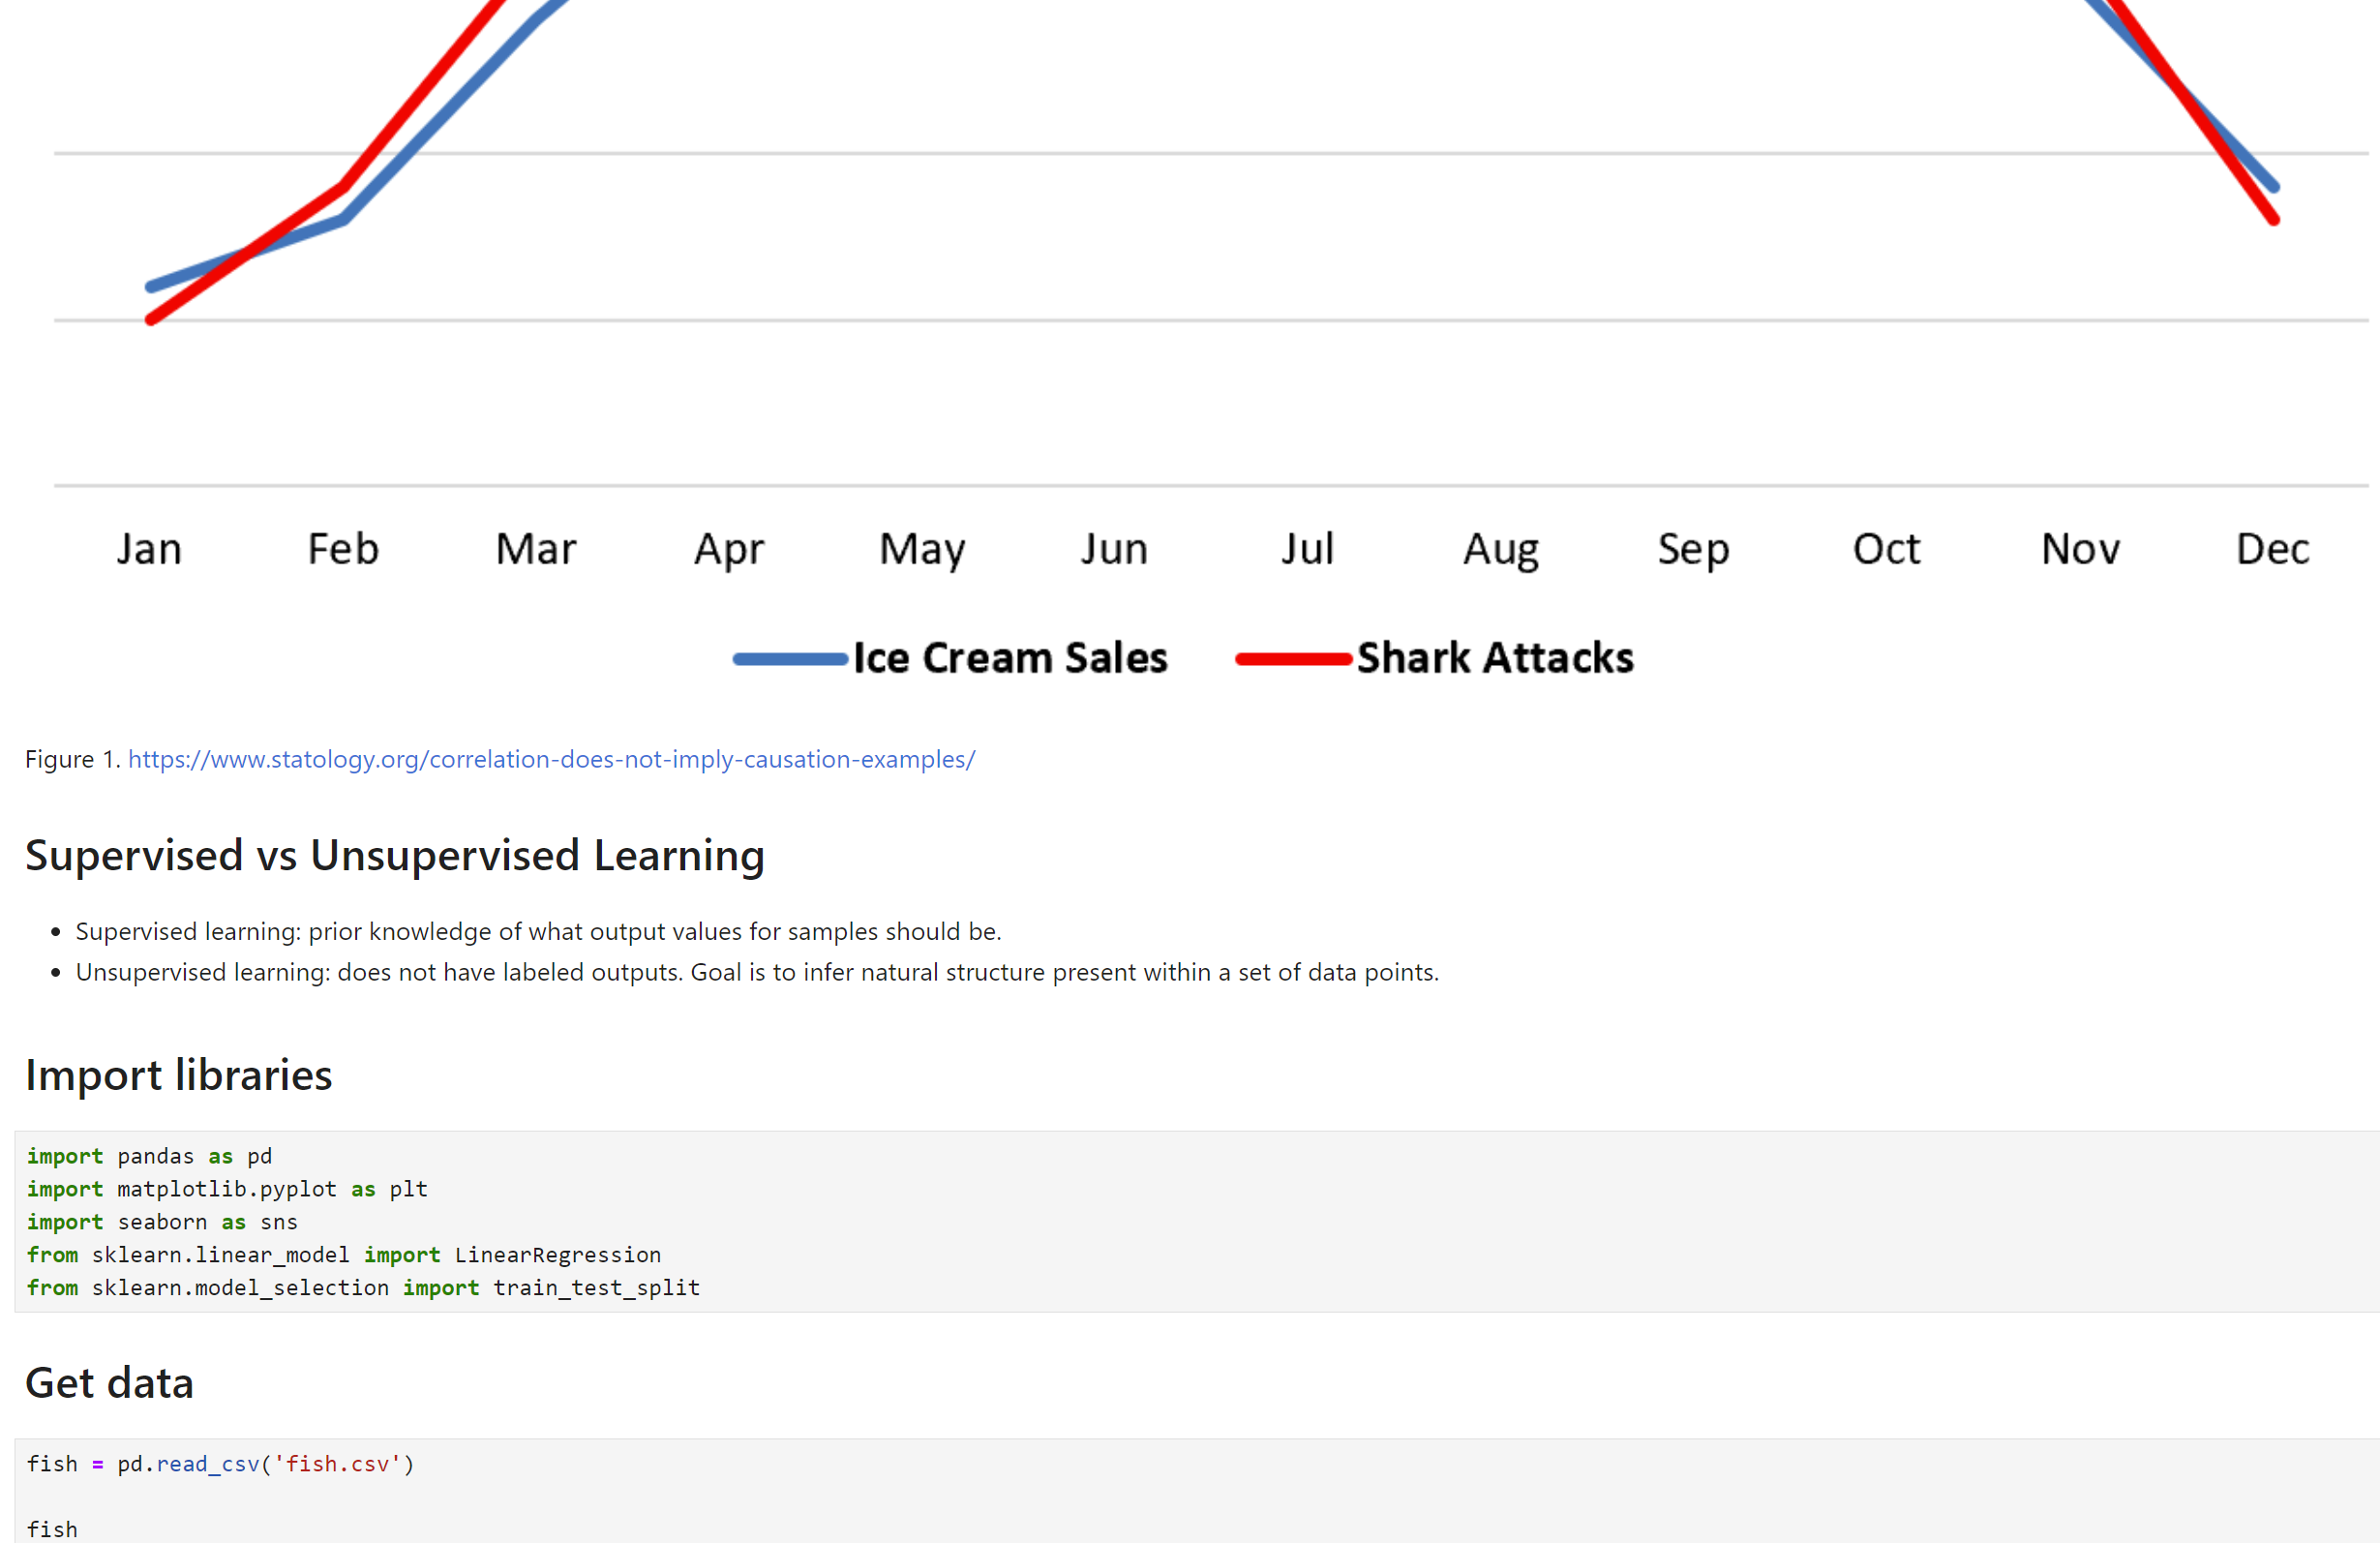 Jan Feb Mar Apr May Jun Jul Aug Sep Oct Nov Dec
Ice Cream Sales Shark Attacks
Figure 1. https://www.statology.org/correlation-does-not-imply-causation-examples/
Supervised vs Unsupervised Learning
• Supervised learning: prior knowledge of what output values for samples should be.
• Unsupervised learning: does not have labeled outputs. Goal is to infer natural structure present within a set of data points.
Import libraries
import pandas as pd
import matplotlib.pyplot as plt
import seaborn as sns
from sklearn.linear_model import LinearRegression
from sklearn.model_selection import train_test_split
Get data
fish = pd.read_csv('fish.csv')
fish